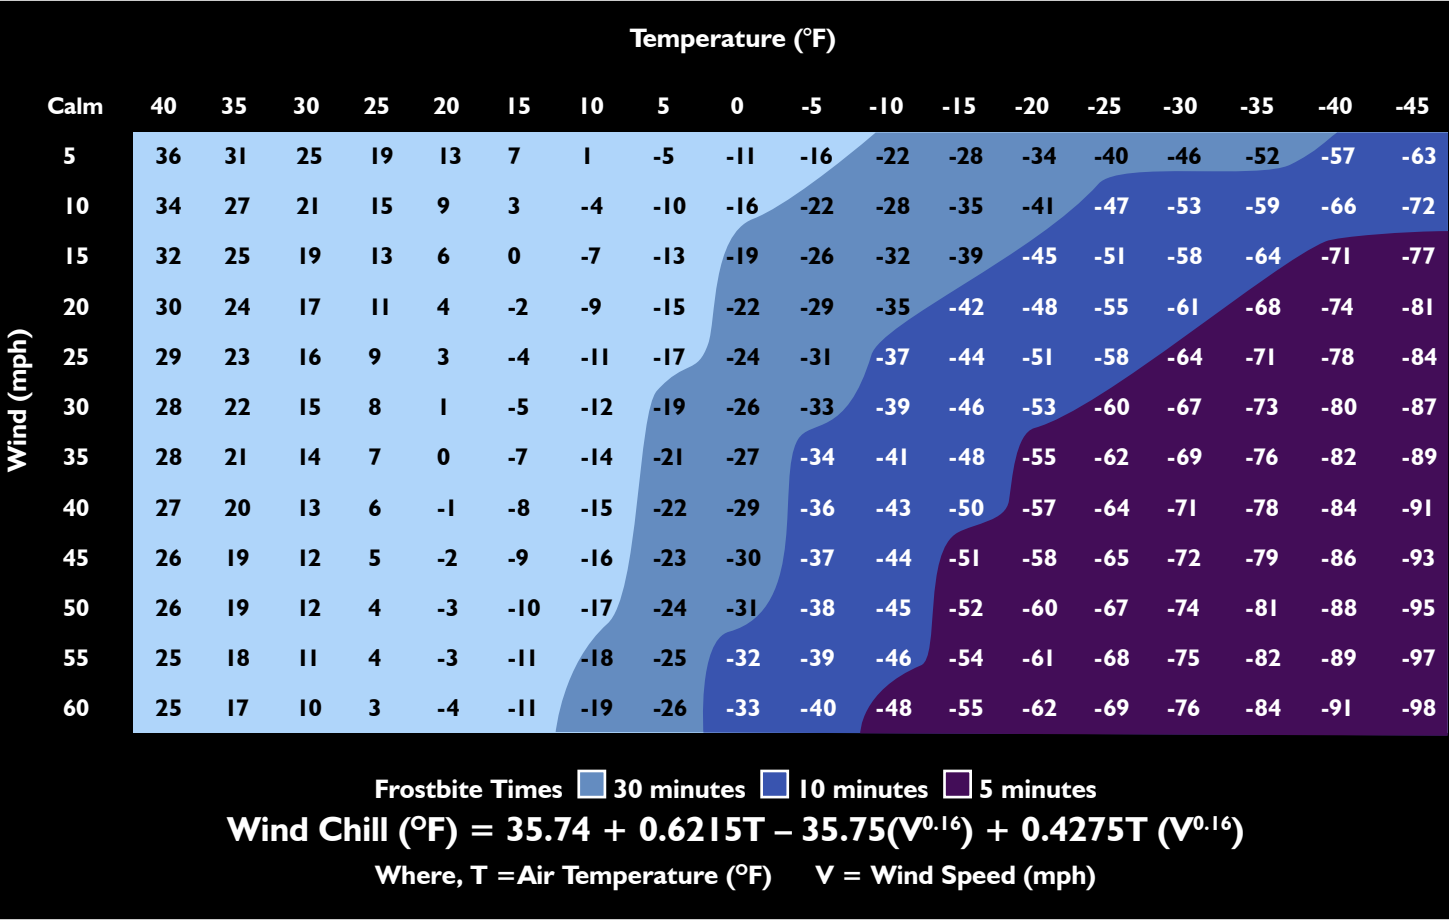 Temperature (°F)
Calm 40 35 30 25 20 15 10 5 0 -5 -10 -15 -20 -25 -30 -35 -40 -45
5 36 31 25 19 13 7 1 -5 -11 -16 -22 -28 -34 -40 -46 -52 -57 -63
10 34 27 21 15 9 3 -4 -10 -16 -22 -28 -35 -41 -47 -53 -59 -66 -72
15 32 25 19 13 6 0 -7 -13 -19 -26 -32 -39 -45 -51 -58 -64 -71 -77
20 30 24 17 11 4 -2 -9 -15 -22 -29 -35 -42 -48 -55 -61 -68 -74 -81
25 29 23 16 9 3 -4 -11 -17 -24 -31 -37 -44 -51 -58 -64 -71 -78 -84
30 28 22 15 8 1 -5 -12 -19 -26 -33 -39 -46 -53 -60 -67 -73 -80 -87
35 28 21 14 7 0 -7 -14 -21 -27 -34 -41 -48 -55 -62 -69 -76 -82 -89
40 27 20 13 6 -1 -8 -15 -22 -29 -36 -43 -50 -57 -64 -71 -78 -84 -91
45 26 19 12 5 -2 -9 -16 -23 -30 -37 -44 -51 -58 -65 -72 -79 -86 -93
50 26 19 12 4 -3 -10 -17 -24 -31 -38 -45 -52 -60 -67 -74 -81 -88 -95
55 25 18 11 4 -3 -11 -18 -25 -32 -39 -46 -54 -61 -68 -75 -82 -89 -97
60 25 17 10 3 -4 -11 -19 -26 -33 -40 -48 -55 -62 -69 -76 -84 -91 -98
Wind (mph)
Frostbite Times 30 minutes 10 minutes 5 minutes
Wind Chill (°F) = 35.74 + 0.6215T – 35.75(V⁰·¹⁶) + 0.4275T (V⁰·¹⁶)
Where, T =Air Temperature (°F) V = Wind Speed (mph)